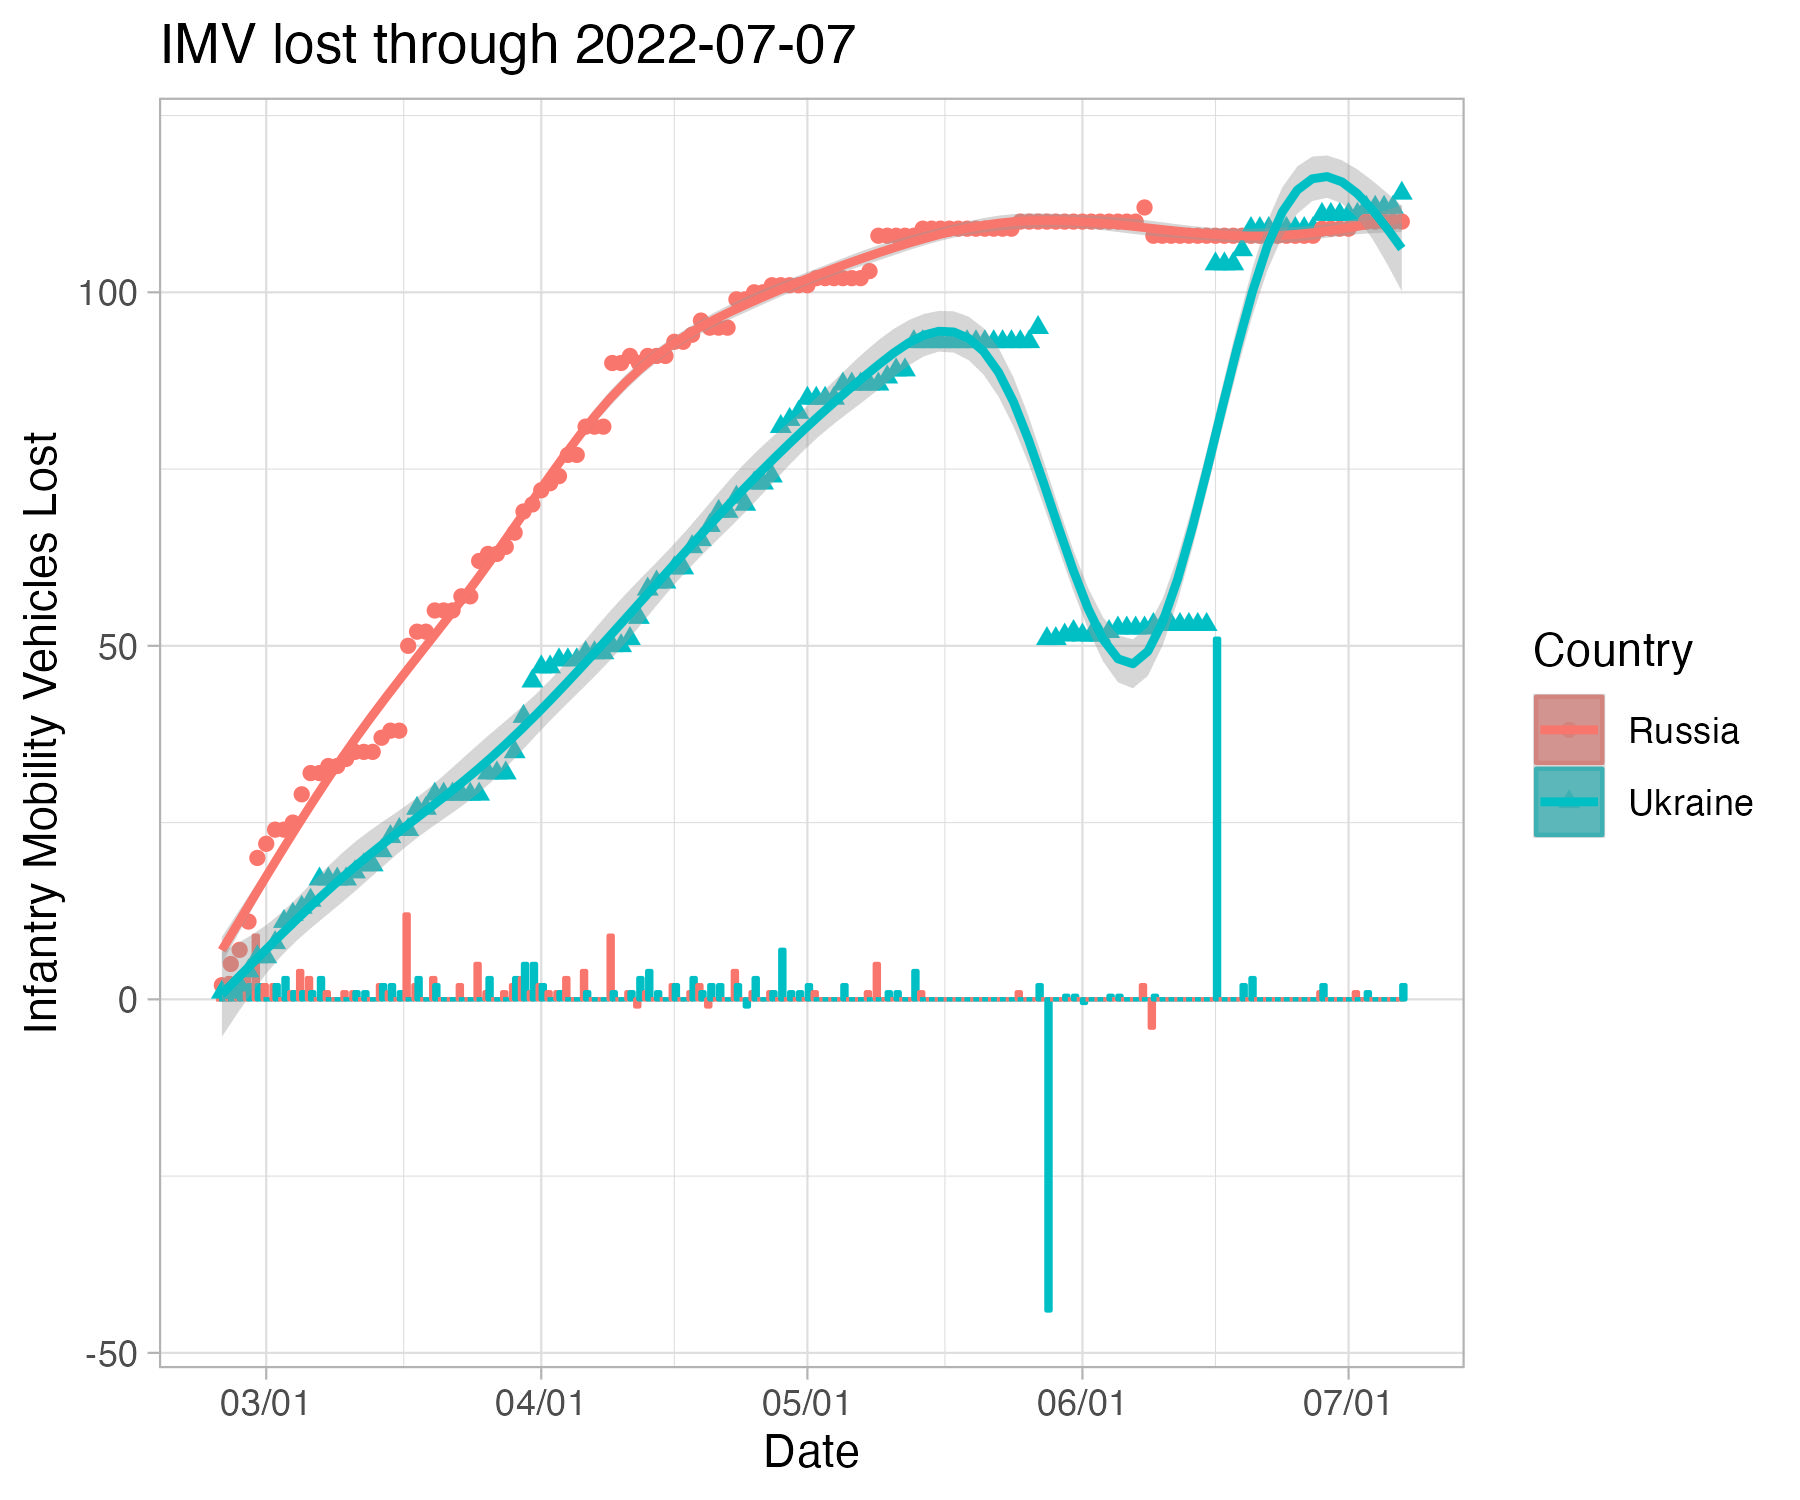 IMV lost through 2022-07-07
Infantry Mobility Vehicles Lost
100
50
0
-50
03/01
04/01
05/01
06/01
07/01
Date
Country
Russia
Ukraine